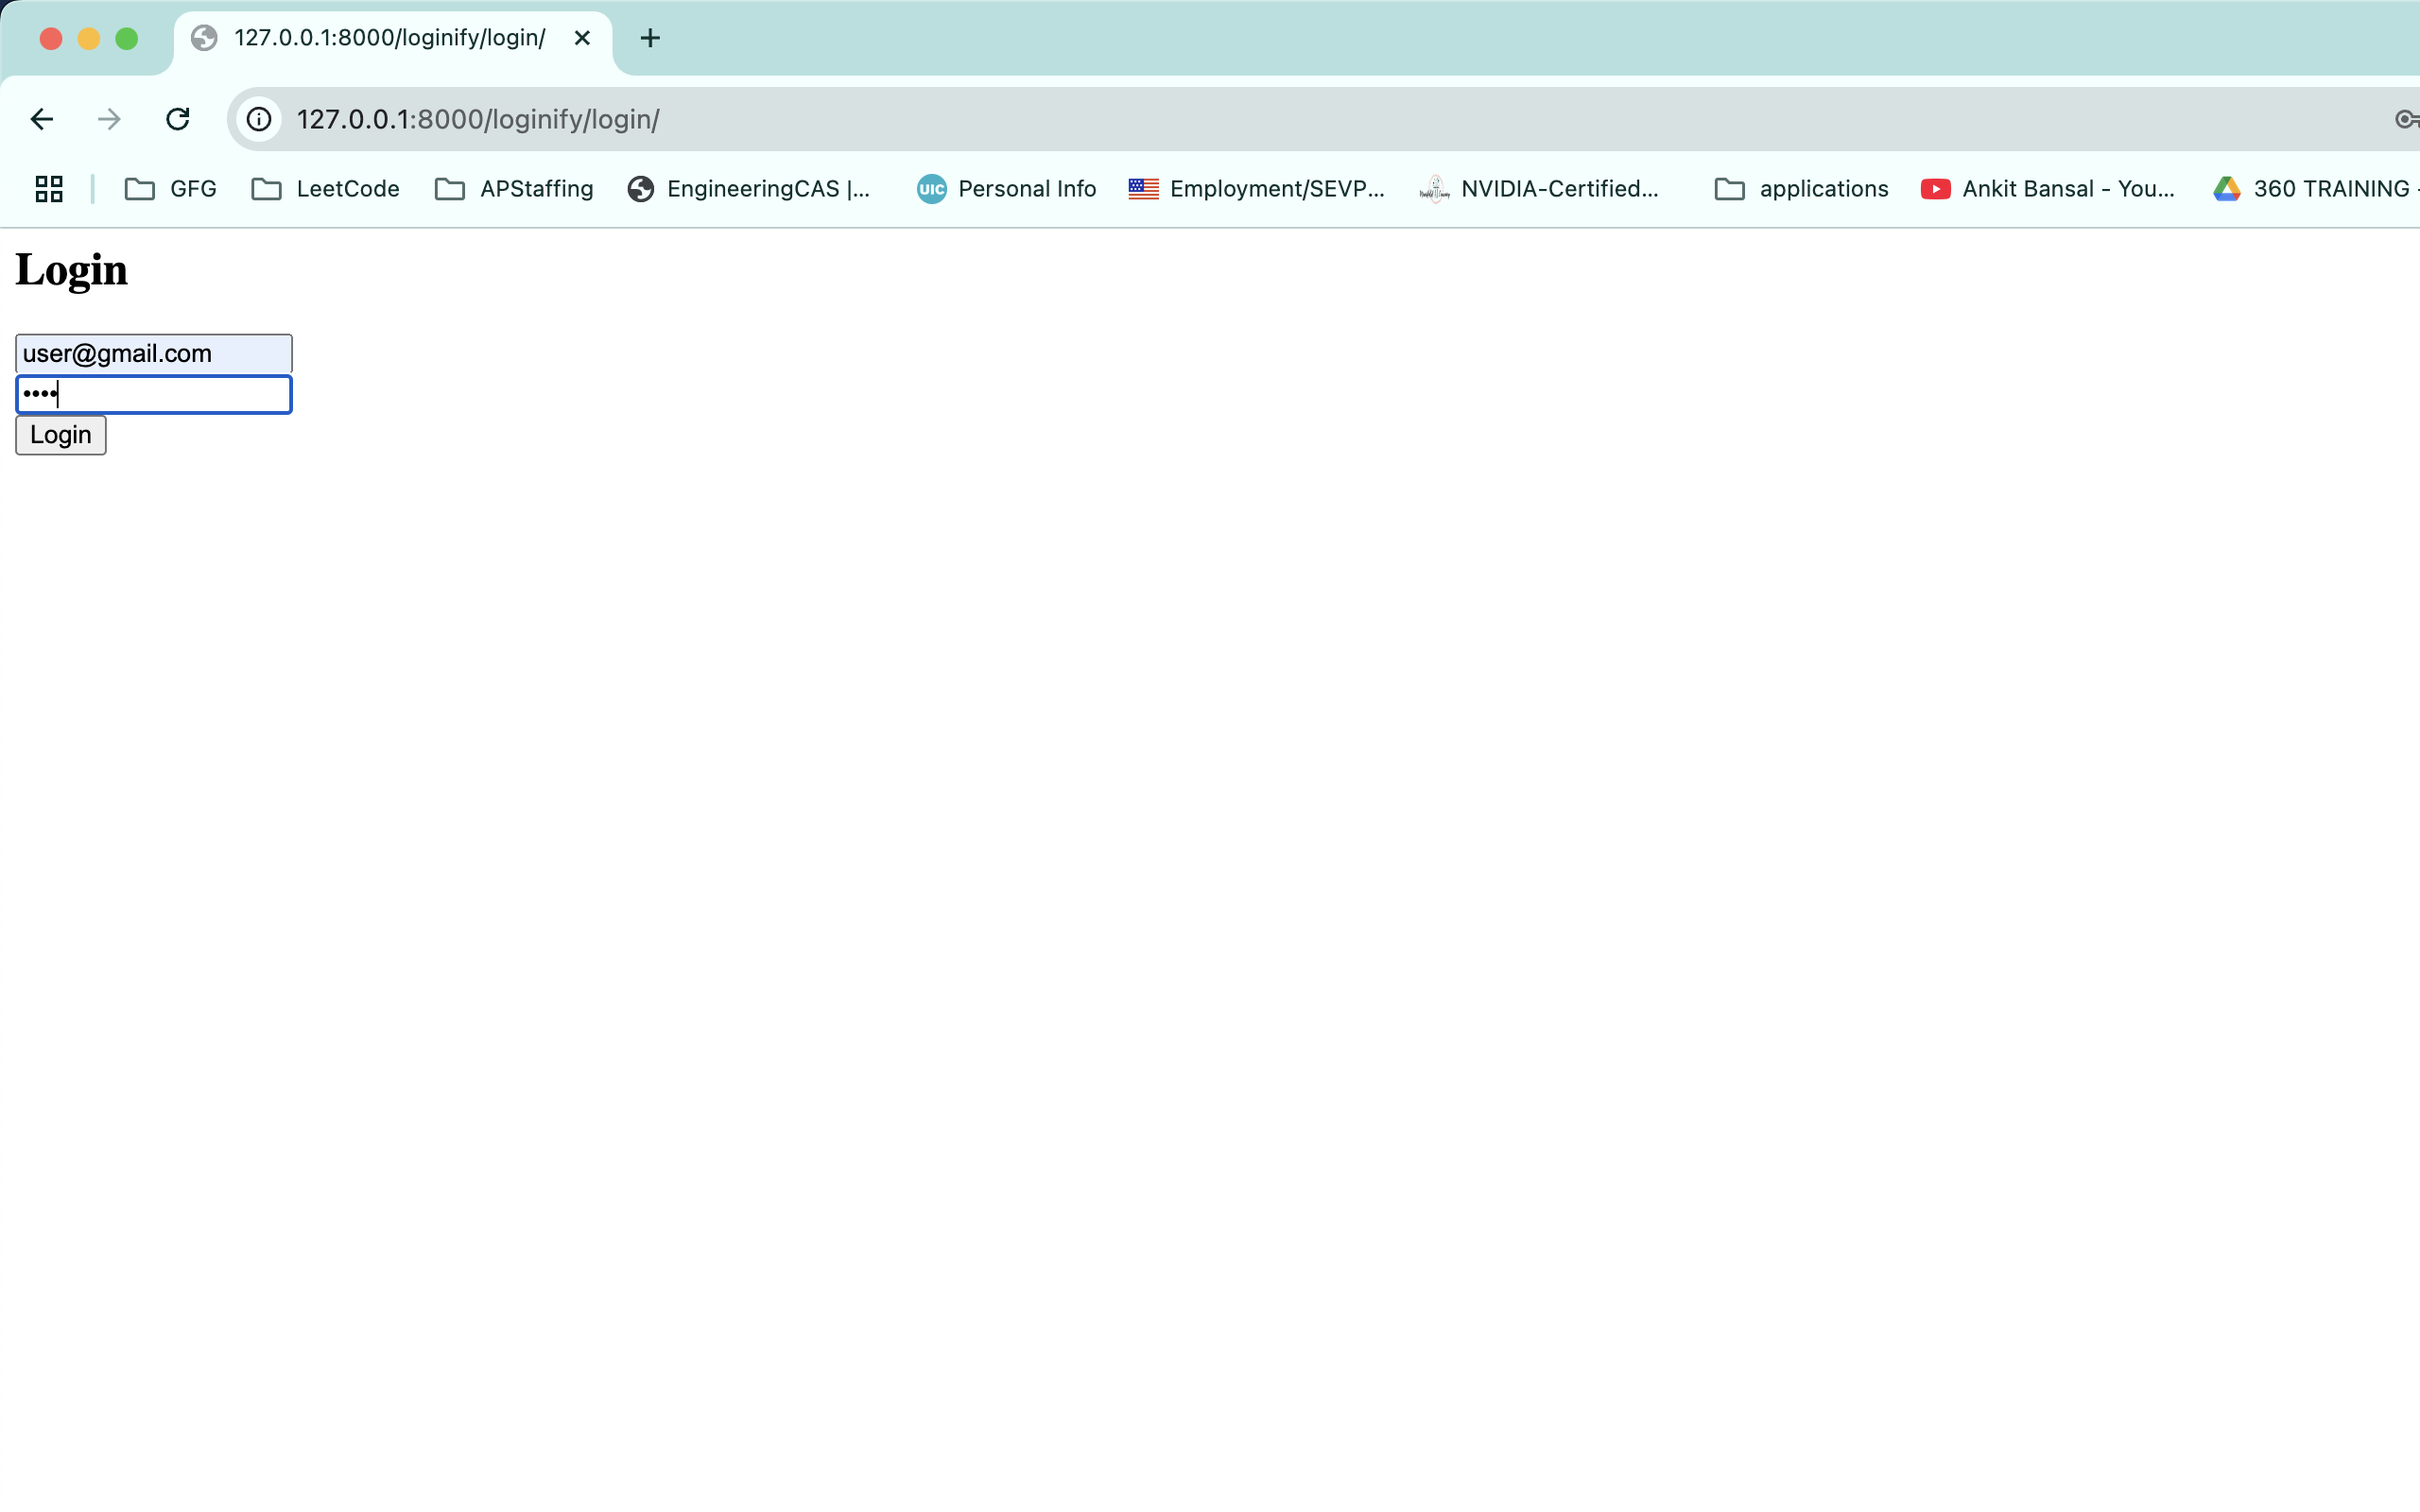 127.0.0.1:8000/loginify/login/
127.0.0.1:8000/loginify/login/
GFG LeetCode APStaffing EngineeringCAS |... UIC Personal Info Employment/SEVP... NVIDIA-Certified... applications Ankit Bansal - You... 360 TRAINING -
Login
user@gmail.com
••••
Login